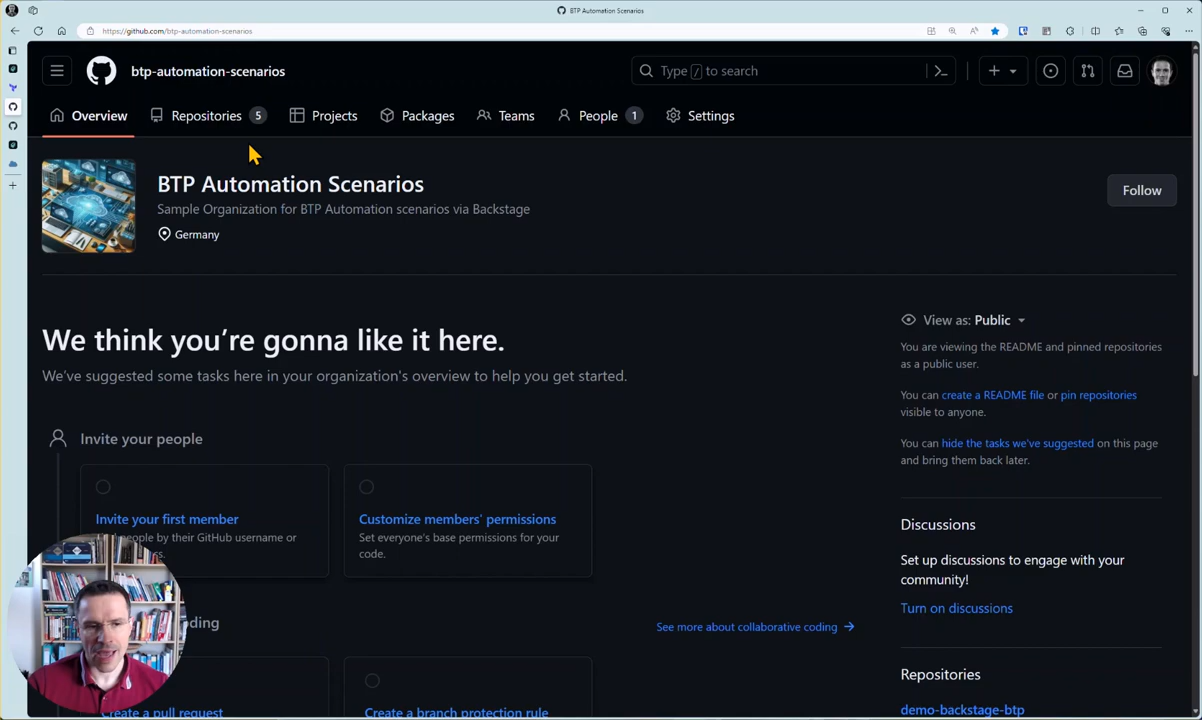 BTP Automation Scenarios
https://github.com/btp-automation-scenarios
btp-automation-scenarios
Type / to search
Overview
Repositories 5
Projects
Packages
Teams
People 1
Settings
BTP Automation Scenarios
Sample Organization for BTP Automation scenarios via Backstage
Germany
Follow
We think you're gonna like it here.
We've suggested some tasks here in your organization's overview to help you get started.
Invite your people
Invite your first member
people by their GitHub username or
Customize members' permissions
Set everyone's base permissions for your
code.
See more about collaborative coding
Create a pull request
Create a branch protection rule
View as: Public
You are viewing the README and pinned repositories
as a public user.
You can create a README file or pin repositories
visible to anyone.
You can hide the tasks we've suggested on this page
and bring them back later.
Discussions
Set up discussions to engage with your
community!
Turn on discussions
Repositories
demo-backstage-btp